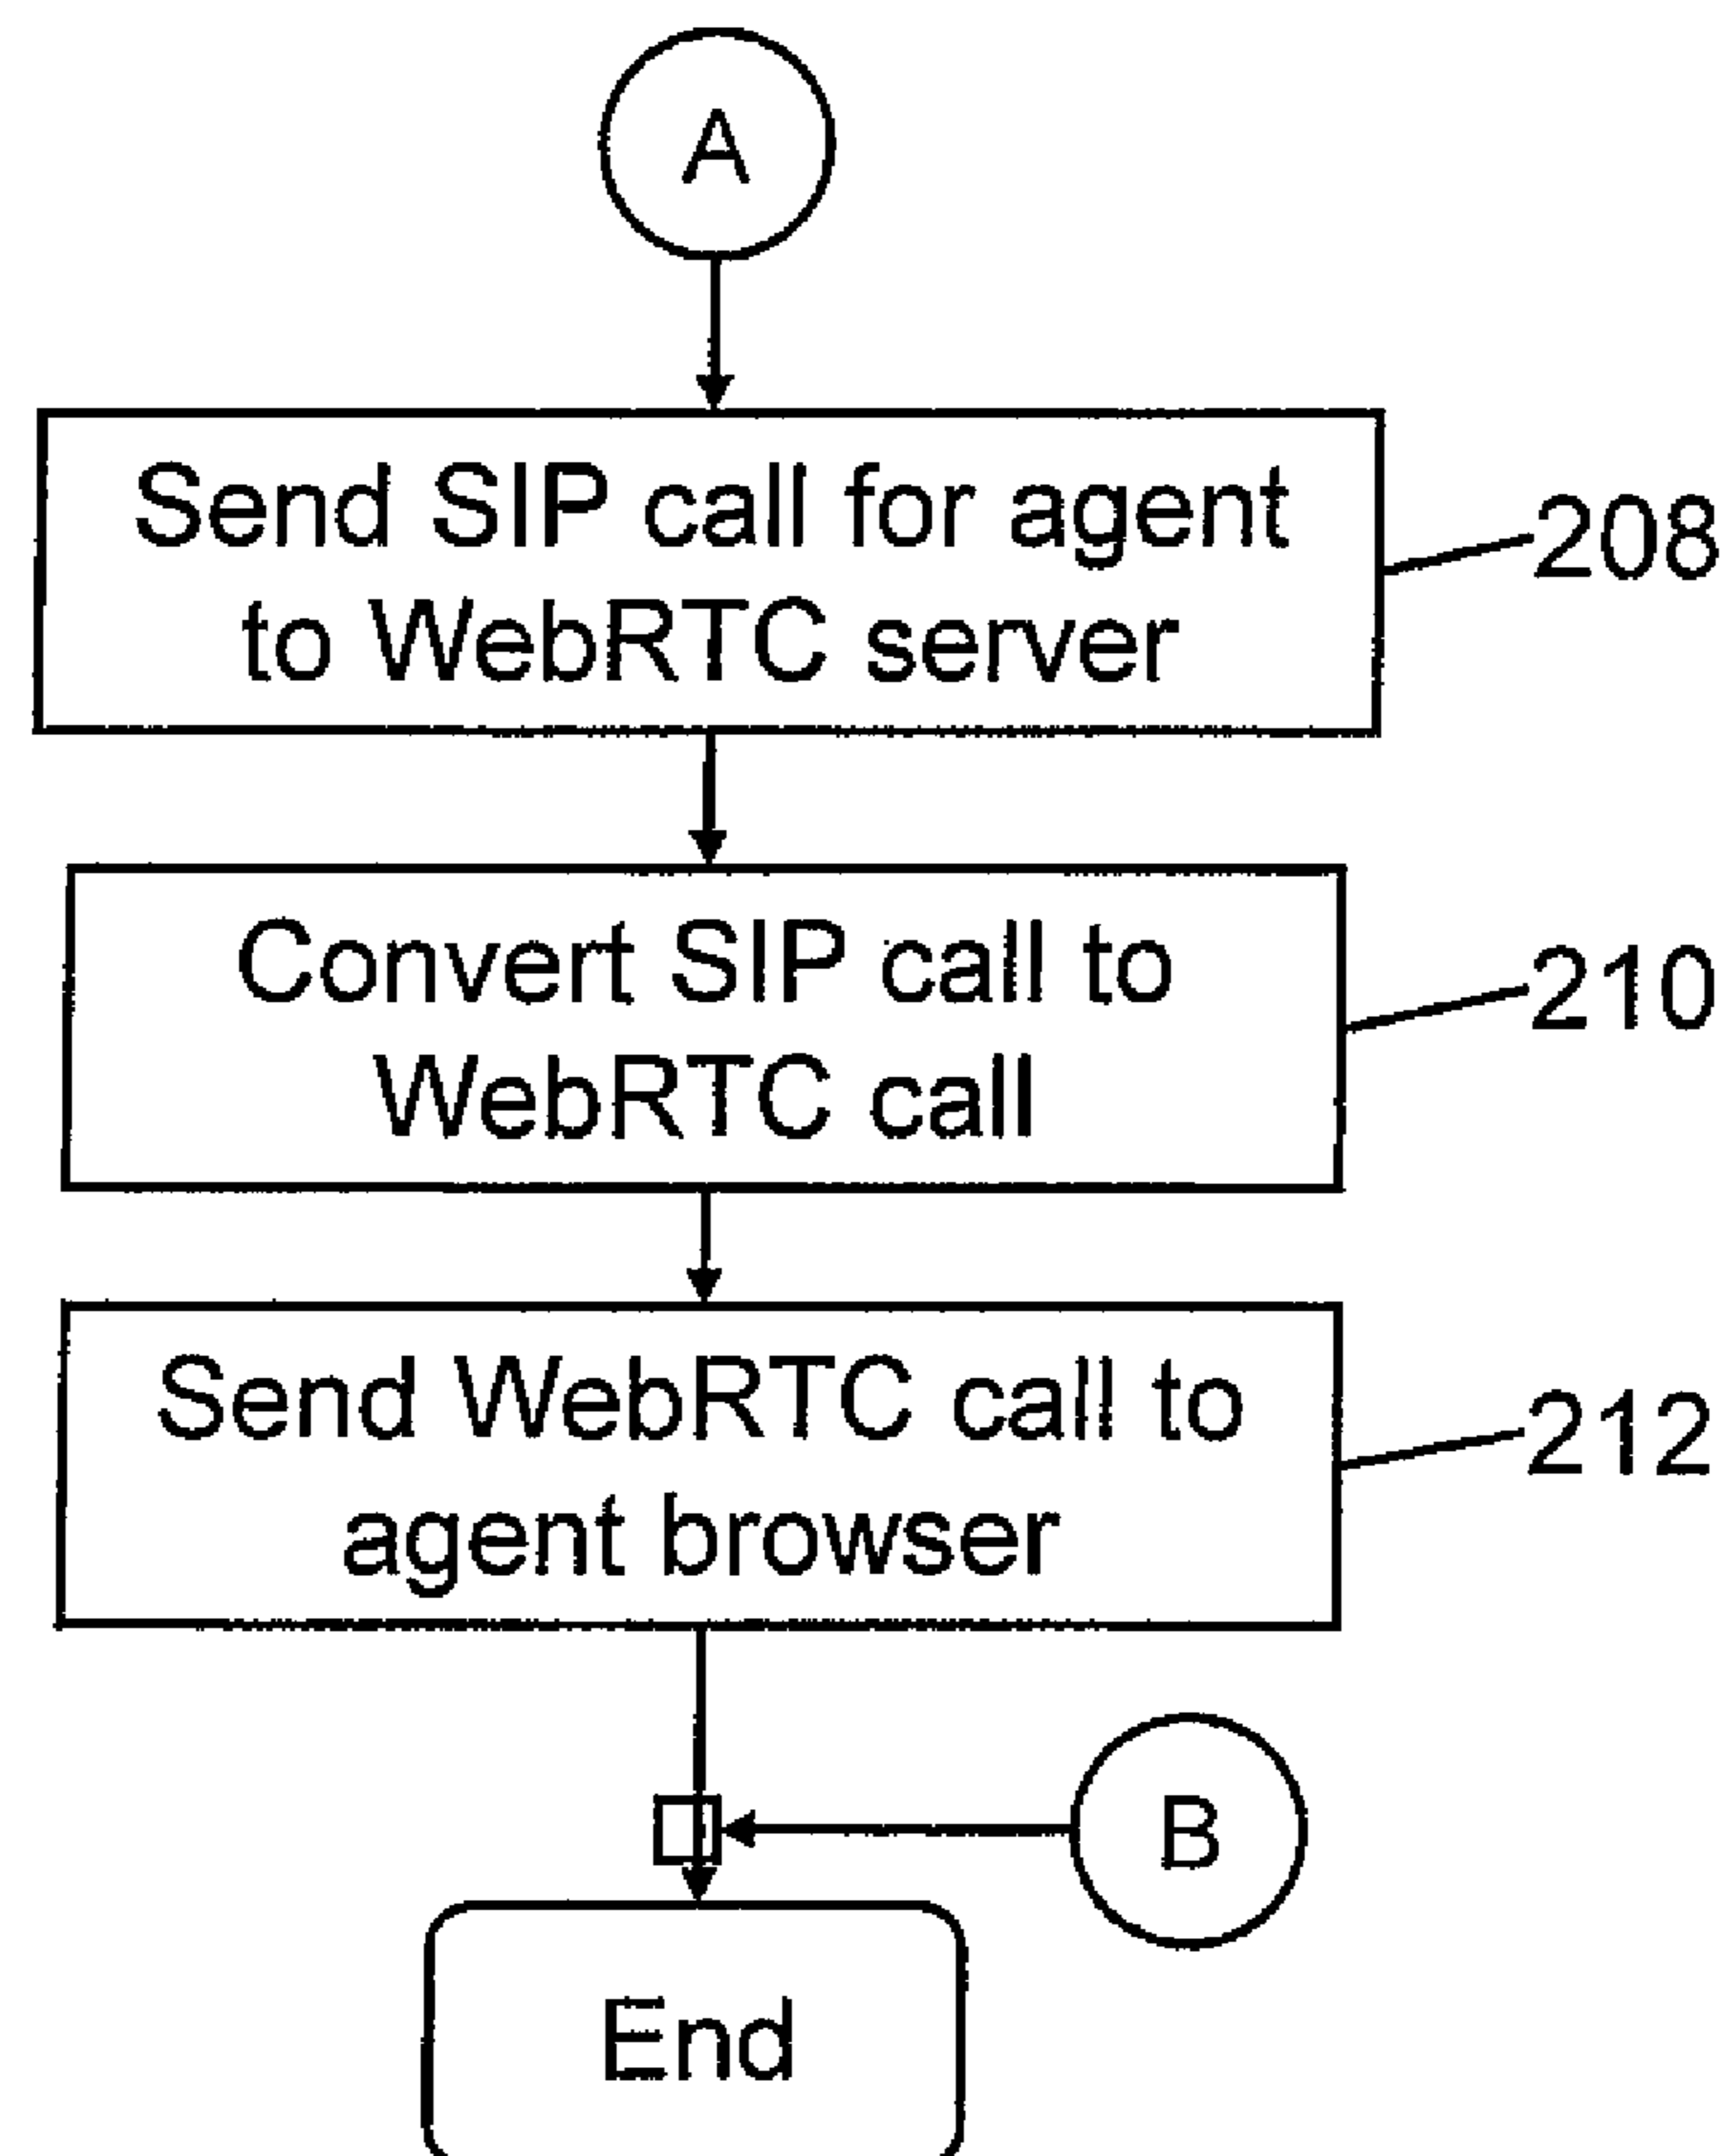 A
Send SIP call for agent
to WebRTC server
208
Convert SIP call to
WebRTC call
210
Send WebRTC call to
agent browser
212
B
End